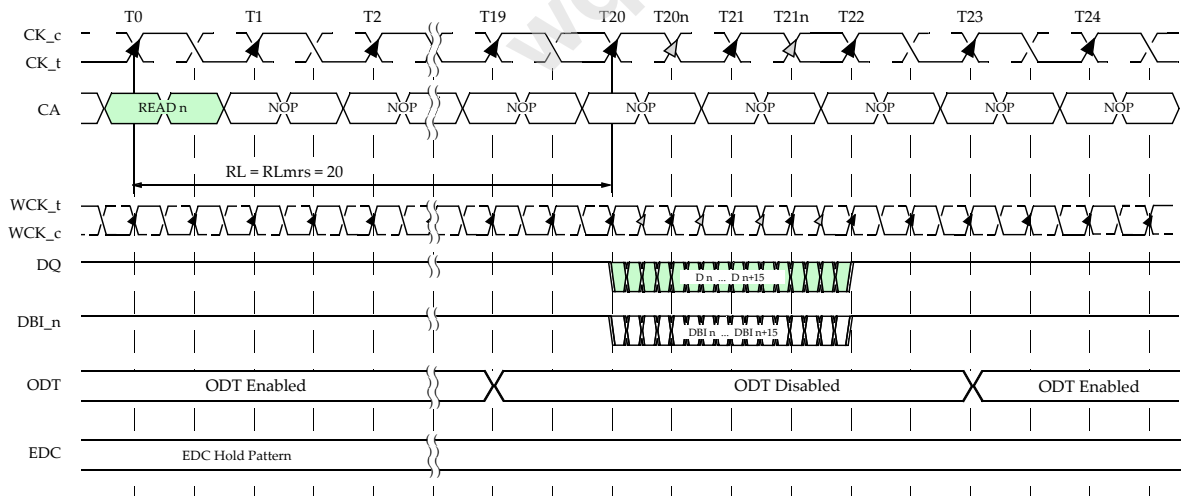 T0 T1 T2 T19 T20 T20n T21 T21n T22 T23 T24
CK_c
CK_t
CA READ n NOP NOP NOP NOP NOP NOP NOP NOP
RL = RLmrs = 20
WCK_t
WCK_c
DQ D n ... D n+15
DBI_n DBI n ... DBI n+15
ODT ODT Enabled ODT Disabled ODT Enabled
EDC EDC Hold Pattern